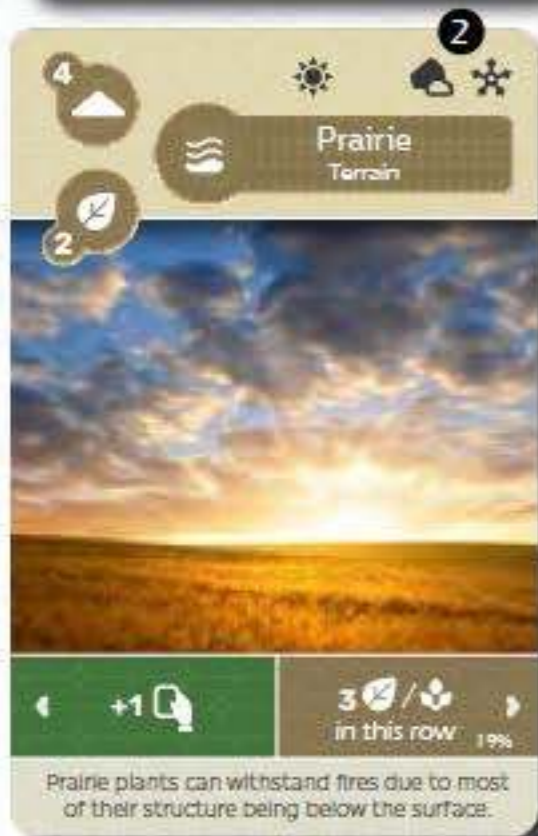 2
4
Prairie
Terrain
2
+1
3 /
in this row 19%
Prairie plants can withstand fires due to most
of their structure being below the surface.